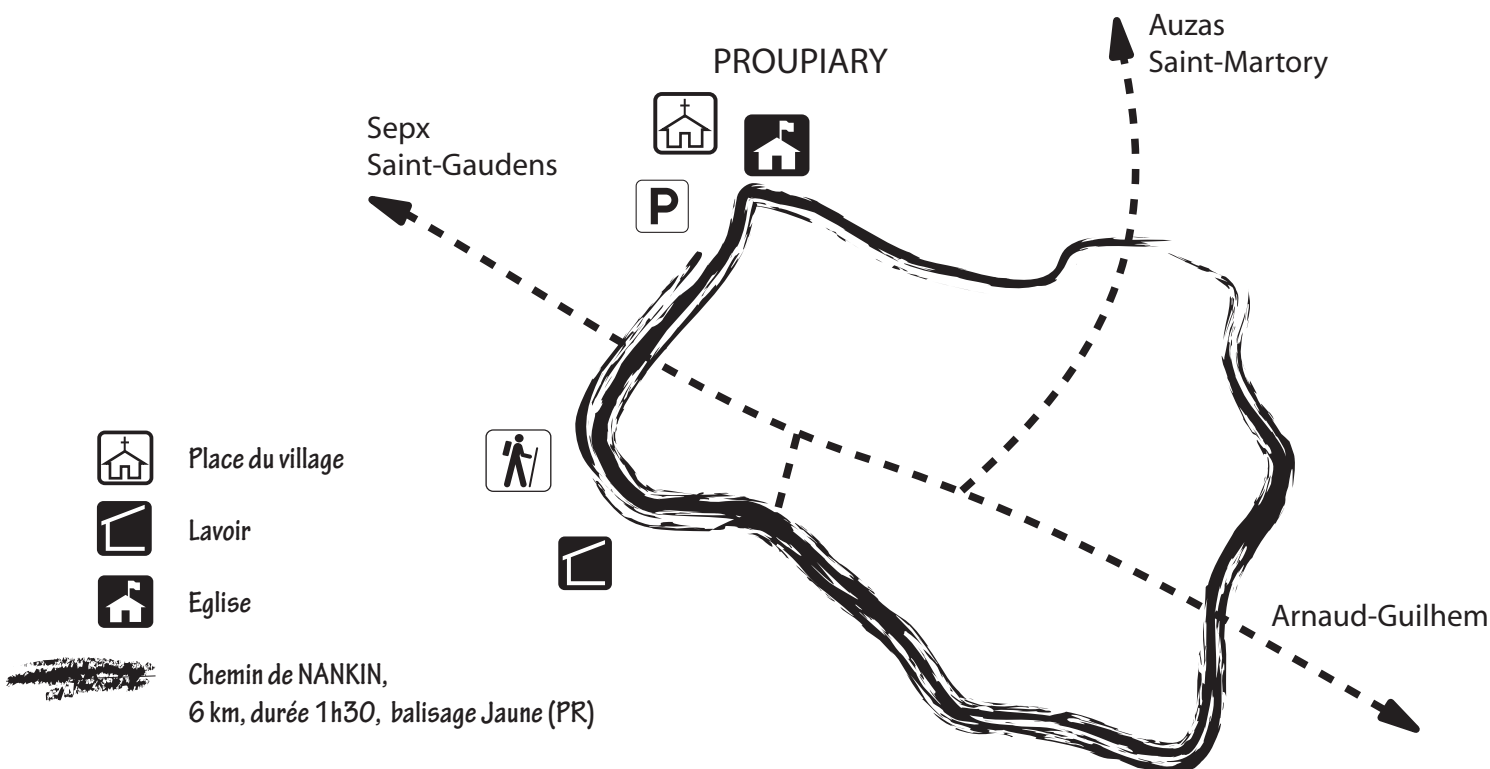 PROUPIARY
Auzas
Saint-Martory
Sepx
Saint-Gaudens
P
Place du village
Lavoir
Eglise
Arnaud-Guilhem
Chemin de NANKIN,
6 km, durée 1h30, balisage Jaune (PR)